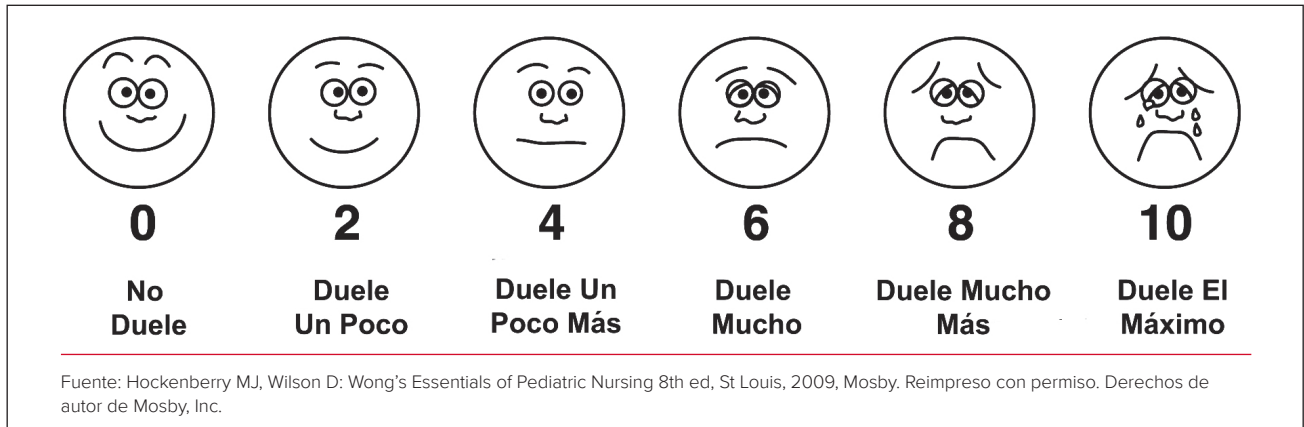 0 2 4 6 8 10
No Duele
Duele Un Poco
Duele Un Poco Más
Duele Mucho
Duele Mucho Más
Duele El Máximo
Fuente: Hockenberry MJ, Wilson D: Wong’s Essentials of Pediatric Nursing 8th ed, St Louis, 2009, Mosby. Reimpreso con permiso. Derechos de
autor de Mosby, Inc.